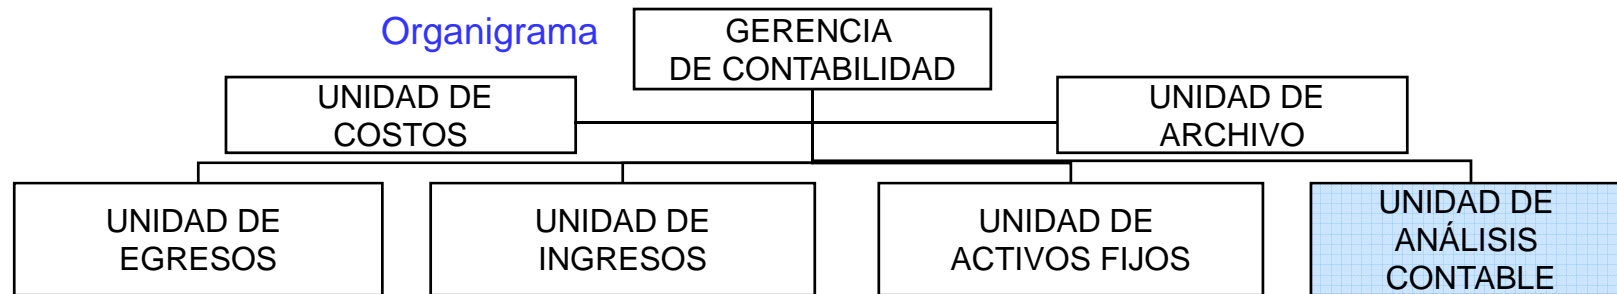 Organigrama
GERENCIA
DE CONTABILIDAD
UNIDAD DE
COSTOS
UNIDAD DE
ARCHIVO
UNIDAD DE
EGRESOS
UNIDAD DE
INGRESOS
UNIDAD DE
ACTIVOS FIJOS
UNIDAD DE
ANÁLISIS
CONTABLE